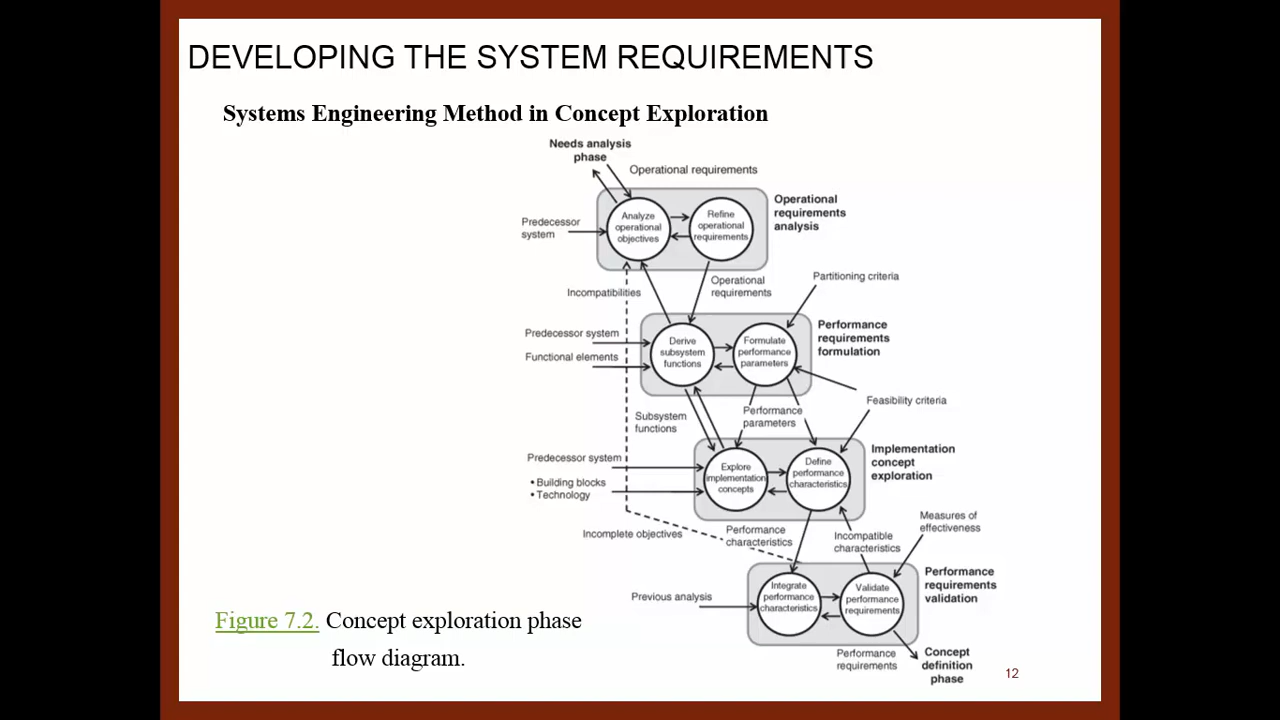 DEVELOPING THE SYSTEM REQUIREMENTS
Systems Engineering Method in Concept Exploration
Needs analysis
phase
Operational requirements
Predecessor
system
Analyze
operational
objectives
Refine
operational
requirements
Operational
requirements
analysis
Incompatibilities
Operational
requirements
Partitioning criteria
Predecessor system
Functional elements
Derive
subsystem
functions
Formulate
performance
parameters
Performance
requirements
formulation
Subsystem
functions
Performance
parameters
Feasibility criteria
Predecessor system
• Building blocks
• Technology
Explore
implementation
concepts
Define
performance
characteristics
Implementation
concept
exploration
Incomplete objectives
Performance
characteristics
Incompatible
characteristics
Measures of
effectiveness
Previous analysis
Integrate
performance
characteristics
Validate
performance
requirements
Performance
requirements
validation
Performance
requirements
Concept
definition
phase
Figure 7.2. Concept exploration phase
flow diagram.
12